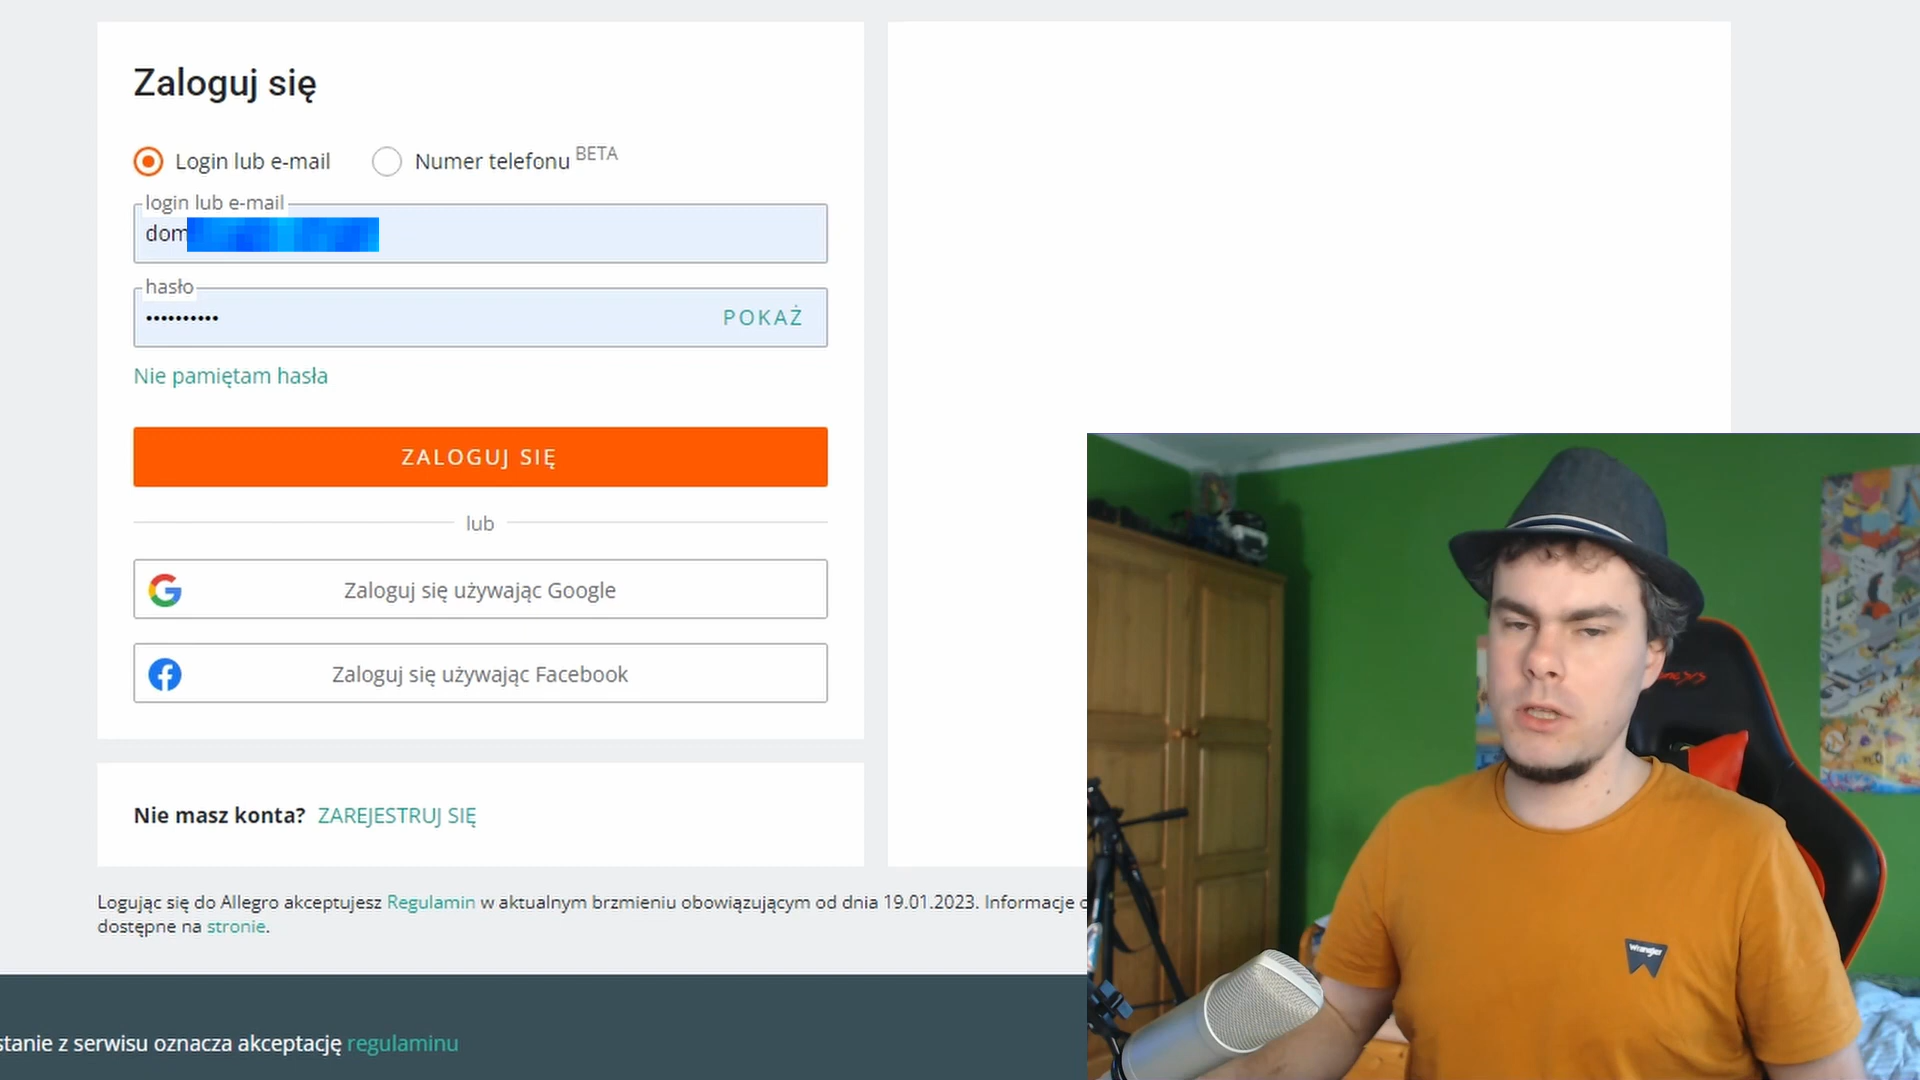 Zaloguj się
Login lub e-mail
Numer telefonu BETA
login lub e-mail
dom
hasło
••••••••••
POKAŻ
Nie pamiętam hasła
ZALOGUJ SIĘ
lub
Zaloguj się używając Google
Zaloguj się używając Facebook
Nie masz konta? ZAREJESTRUJ SIĘ
Logując się do Allegro akceptujesz Regulamin w aktualnym brzmieniu obowiązującym od dnia 19.01.2023. Informacje
dostępne na stronie.
stanie z serwisu oznacza akceptację regulaminu
Wrangler